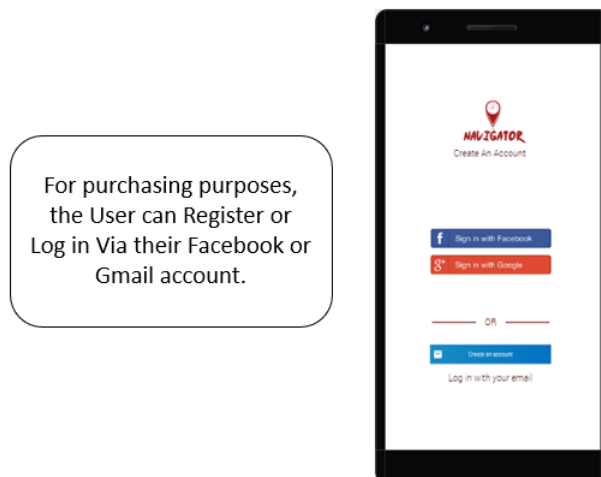 For purchasing purposes,
the User can Register or
Log in Via their Facebook or
Gmail account.
NAVIGATOR
Create An Account
f Sign in with Facebook
g+ Sign in with Google
OR
Create an account
Log in with your email